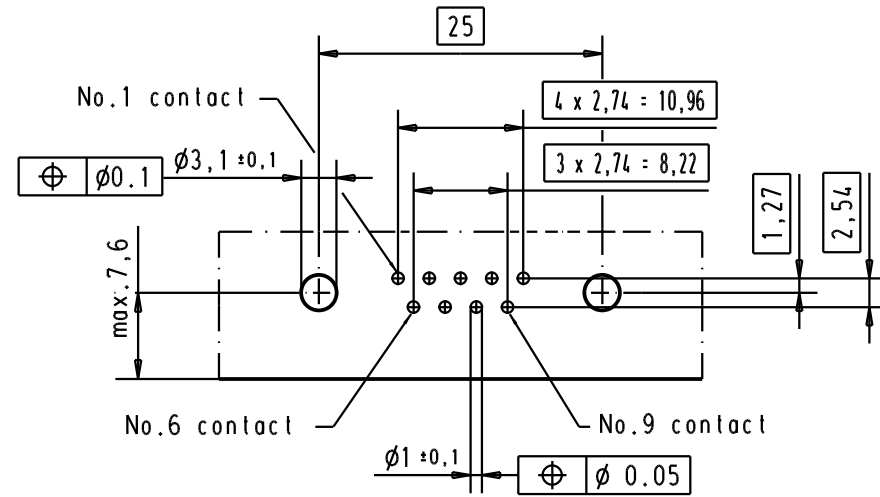 25
No.1 contact
4 x 2,74 = 10,96
ø3,1 ±0,1
3 x 2,74 = 8,22
ø0.1
1,27
2,54
max.7,6
No.6 contact
No.9 contact
ø1 ±0,1
ø 0.05